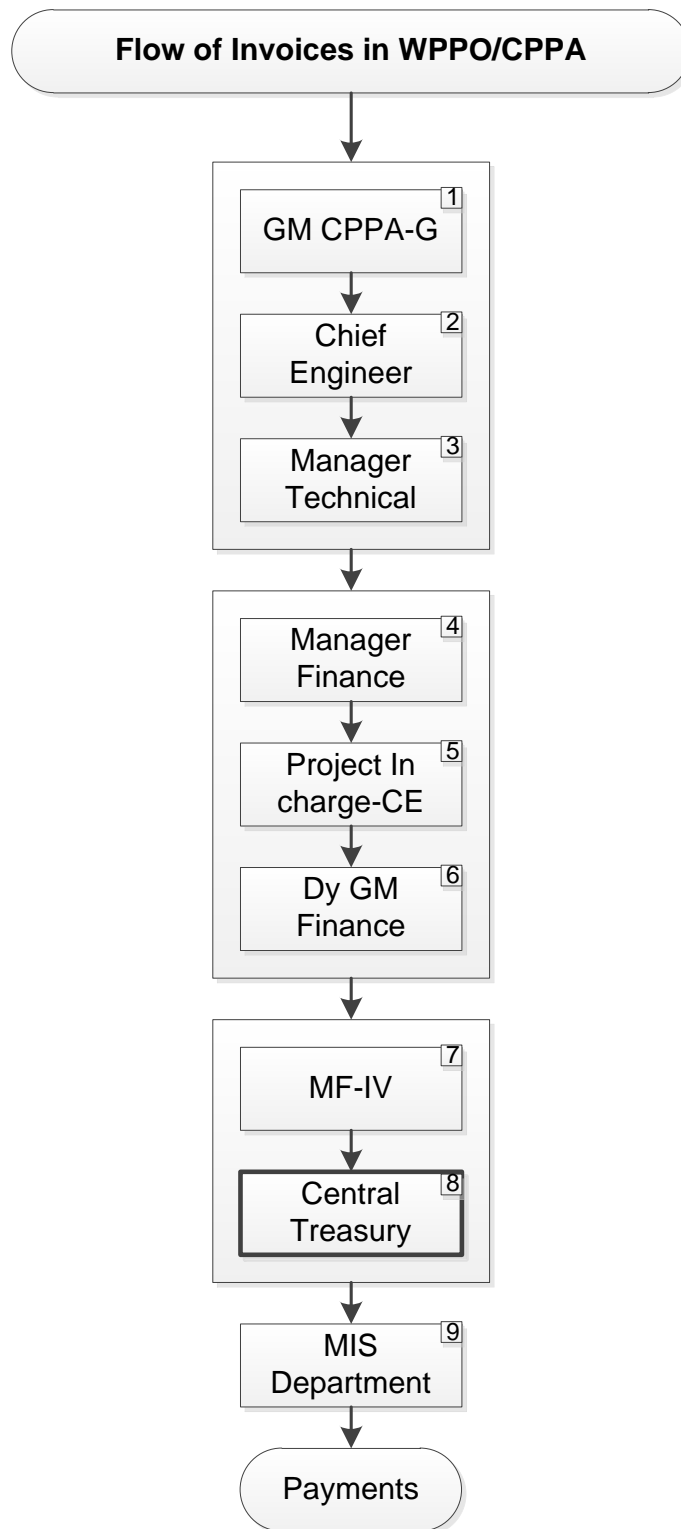 Flow of Invoices in WPPO/CPPA
1
GM CPPA-G
2
Chief
Engineer
3
Manager
Technical
4
Manager
Finance
5
Project In
charge-CE
6
Dy GM
Finance
7
MF-IV
8
Central
Treasury
9
MIS
Department
Payments